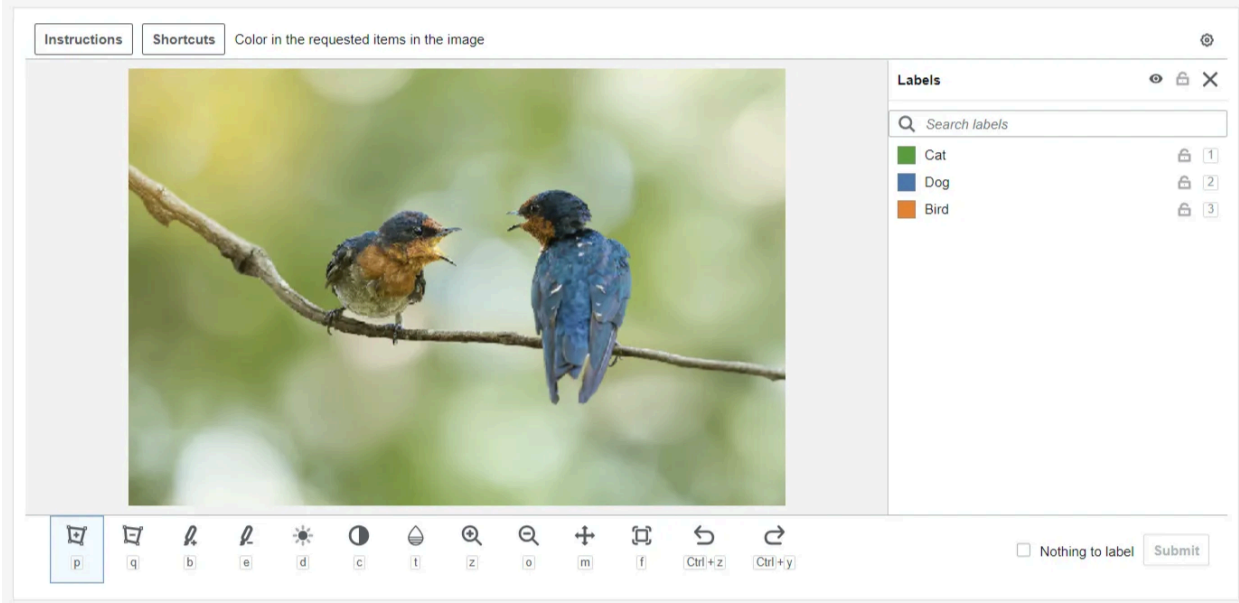 Instructions Shortcuts Color in the requested items in the image
Labels
Search labels
Cat 1
Dog 2
Bird 3
p q b e d c t z o m f Ctrl+z Ctrl+y
Nothing to label Submit